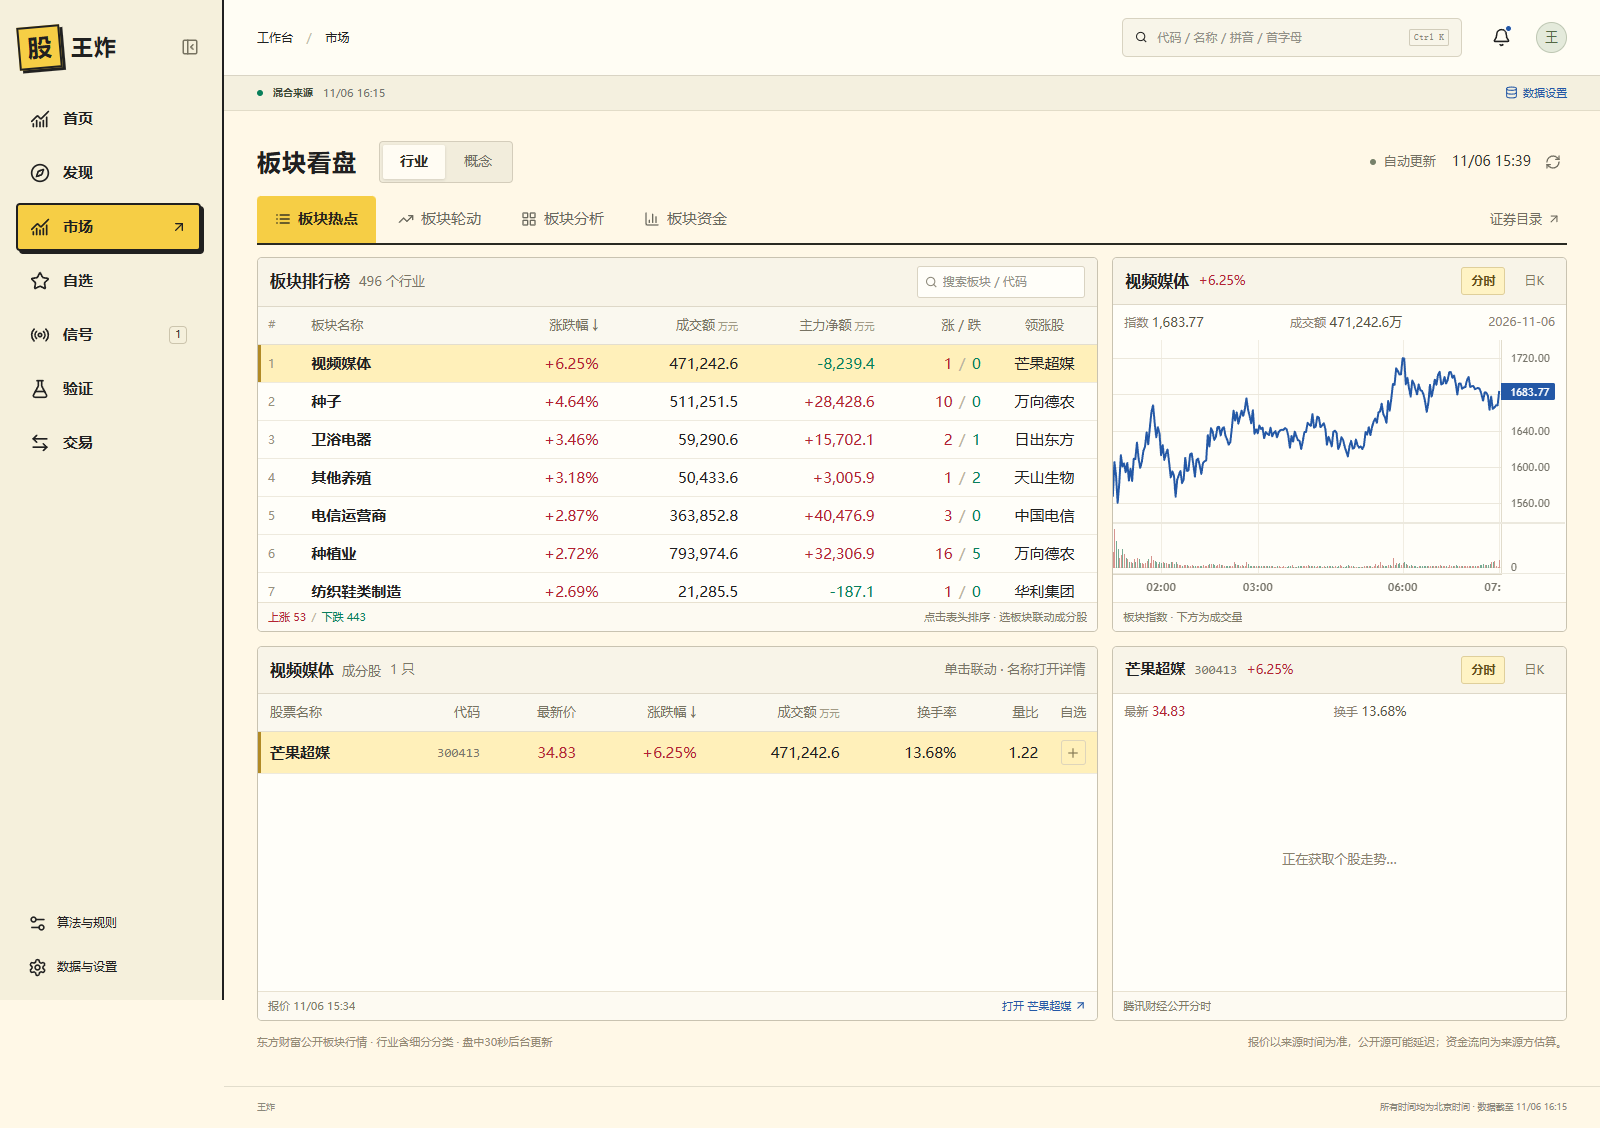 股 王炸
首页
发现
市场
自选
信号 1
验证
交易
算法与规则
数据与设置
工作台 / 市场
代码 / 名称 / 拼音 / 首字母 Ctrl K
王
混合来源 11/06 16:15
数据设置
板块看盘 行业 概念
自动更新 11/06 15:39
板块热点 板块轮动 板块分析 板块资金
证券目录
板块排行榜 496 个行业
搜索板块 / 代码
# 板块名称 涨跌幅↓ 成交额 万元 主力净额 万元 涨 / 跌 领涨股
1 视频媒体 +6.25% 471,242.6 -8,239.4 1 / 0 芒果超媒
2 种子 +4.64% 511,251.5 +28,428.6 10 / 0 万向德农
3 卫浴电器 +3.46% 59,290.6 +15,702.1 2 / 1 日出东方
4 其他养殖 +3.18% 50,433.6 +3,005.9 1 / 2 天山生物
5 电信运营商 +2.87% 363,852.8 +40,476.9 3 / 0 中国电信
6 种植业 +2.72% 793,974.6 +32,306.9 16 / 5 万向德农
7 纺织鞋类制造 +2.69% 21,285.5 -187.1 1 / 0 华利集团
上涨 53 / 下跌 443
点击表头排序 · 选板块联动成分股
视频媒体 +6.25% 分时 日K
指数 1,683.77 成交额 471,242.6万 2026-11-06
1720.00
1683.77
1640.00
1600.00
1560.00
0
02:00 03:00 06:00 07:
板块指数 · 下方为成交量
视频媒体 成分股 1 只
单击联动 · 名称打开详情
股票名称 代码 最新价 涨跌幅↓ 成交额 万元 换手率 量比 自选
芒果超媒 300413 34.83 +6.25% 471,242.6 13.68% 1.22 +
报价 11/06 15:34
打开 芒果超媒
芒果超媒 300413 +6.25% 分时 日K
最新 34.83 换手 13.68%
正在获取个股走势...
腾讯财经公开分时
东方财富公开板块行情 · 行业含细分分类 · 盘中30秒后台更新
报价以来源时间为准，公开源可能延迟；资金流向为来源方估算。
王炸
所有时间均为北京时间 · 数据截至 11/06 16:15